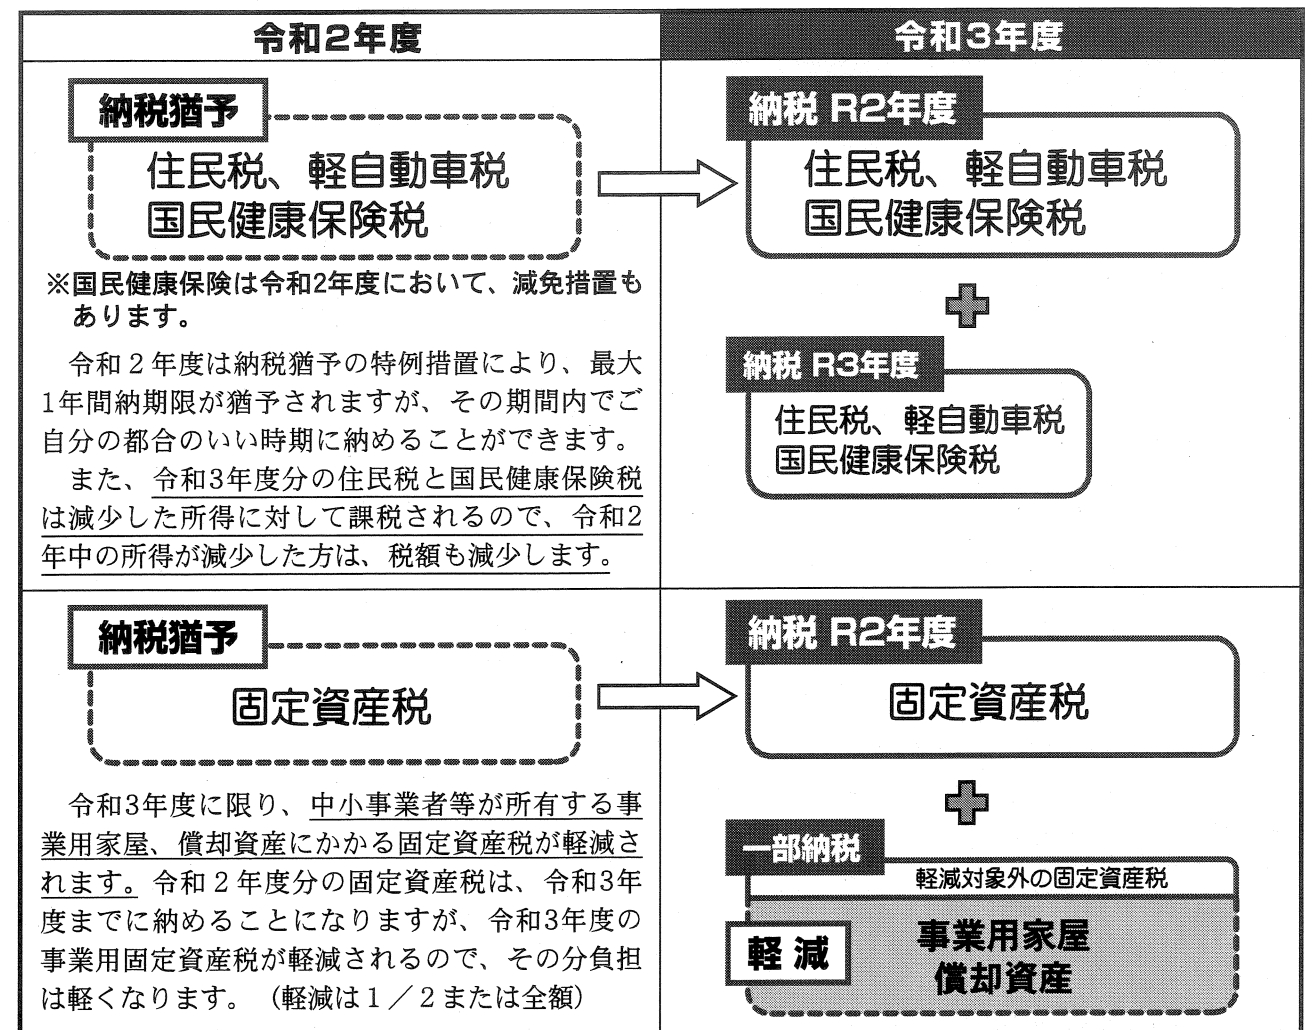 令和2年度
令和3年度
納税猶予
住民税、軽自動車税
国民健康保険税
※国民健康保険は令和2年度において、減免措置も
あります。
令和２年度は納税猶予の特例措置により、最大
1年間納期限が猶予されますが、その期間内でご
自分の都合のいい時期に納めることができます。
また、令和3年度分の住民税と国民健康保険税
は減少した所得に対して課税されるので、令和2
年中の所得が減少した方は、税額も減少します。
納税 R2年度
住民税、軽自動車税
国民健康保険税
納税 R3年度
住民税、軽自動車税
国民健康保険税
納税猶予
固定資産税
令和3年度に限り、中小事業者等が所有する事
業用家屋、償却資産にかかる固定資産税が軽減さ
れます。令和２年度分の固定資産税は、令和3年
度までに納めることになりますが、令和3年度の
事業用固定資産税が軽減されるので、その分負担
は軽くなります。（軽減は１／２または全額）
納税 R2年度
固定資産税
一部納税
軽減対象外の固定資産税
軽減
事業用家屋
償却資産